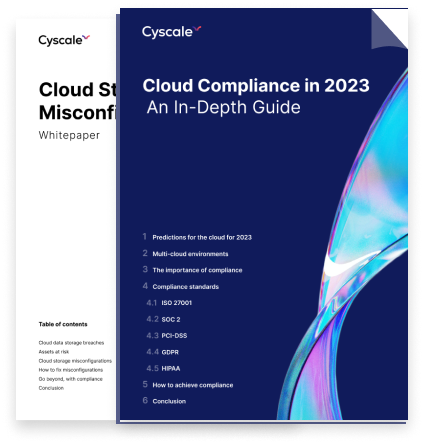 Cyscale
Cloud St
Misconfi
Whitepaper
Table of contents
Cloud data storage breaches
Assets at risk
Cloud storage misconfigurations
How to fix misconfigurations
Go beyond, with compliance
Conclusion
Cyscale
Cloud Compliance in 2023
An In-Depth Guide
1 Predictions for the cloud for 2023
2 Multi-cloud environments
3 The importance of compliance
4 Compliance standards
4.1 ISO 27001
4.2 SOC 2
4.3 PCI-DSS
4.4 GDPR
4.5 HIPAA
5 How to achieve compliance
6 Conclusion